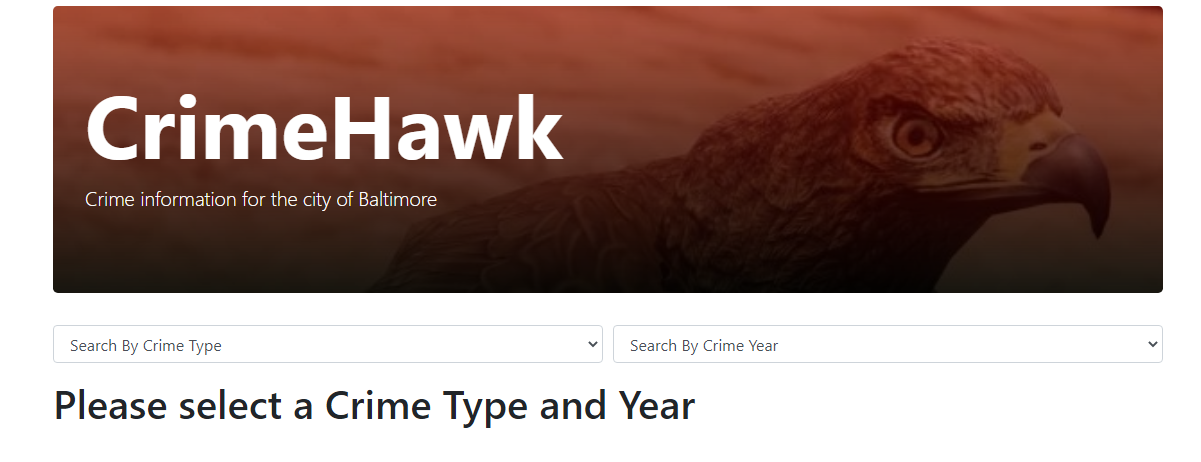 CrimeHawk
Crime information for the city of Baltimore
Search By Crime Type
Search By Crime Year
Please select a Crime Type and Year